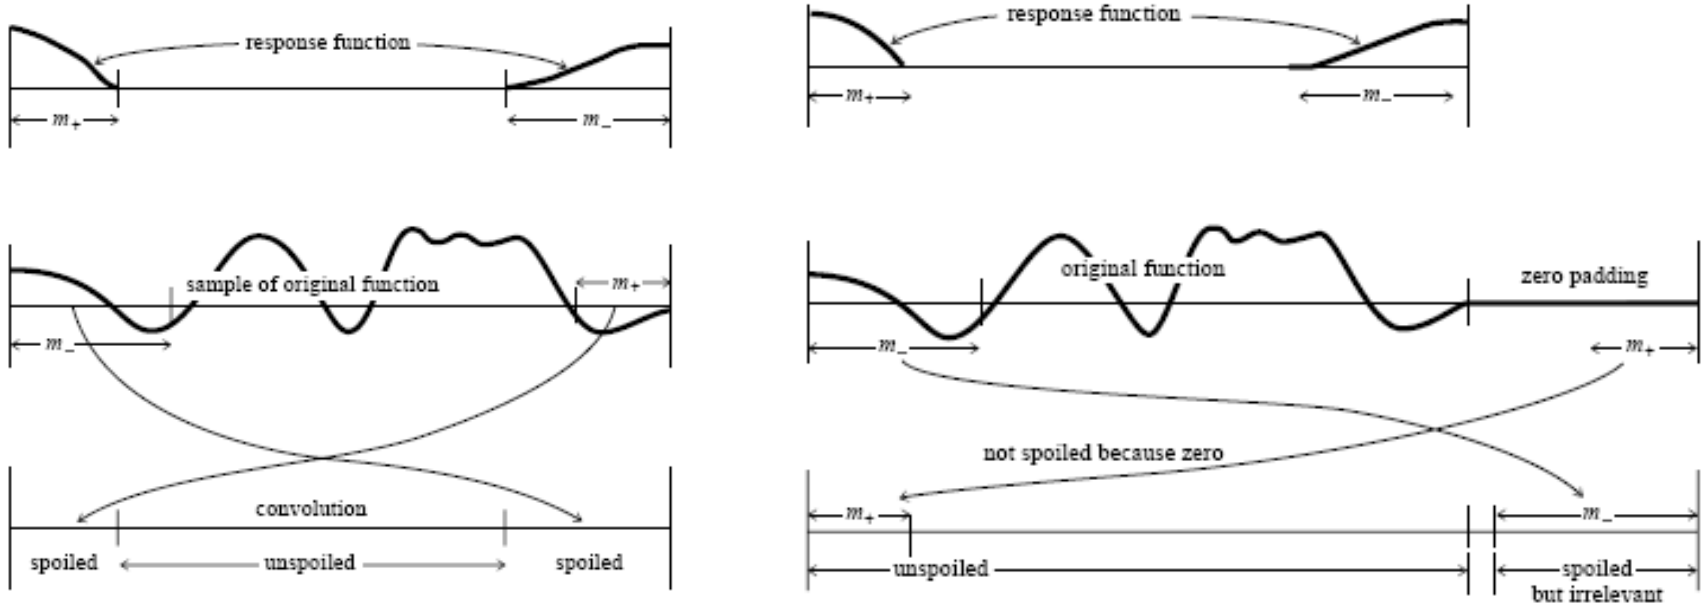 response function
m₊
m₋
sample of original function
m₊
m₋
convolution
spoiled
unspoiled
spoiled
response function
m₊
m₋
original function
zero padding
m₋
m₊
not spoiled because zero
m₊
m₋
unspoiled
spoiled
but irrelevant